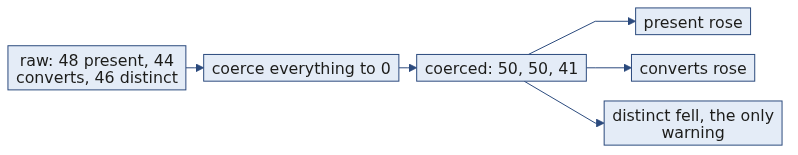 raw: 48 present, 44
converts, 46 distinct
coerce everything to 0
coerced: 50, 50, 41
present rose
converts rose
distinct fell, the only
warning